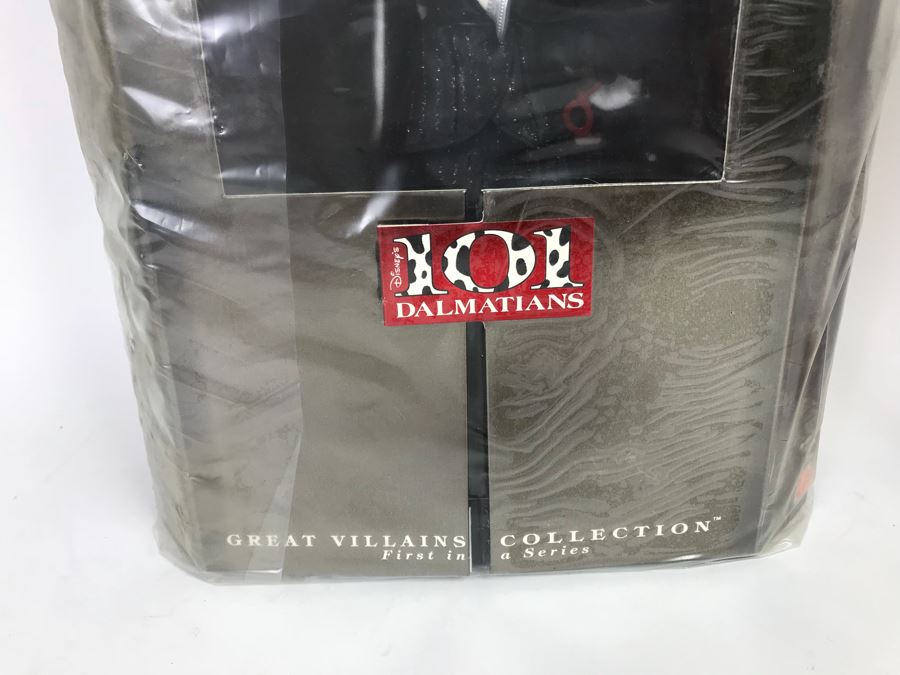 Disney's
101
DALMATIANS
GREAT VILLAINS COLLECTION™
First in a Series